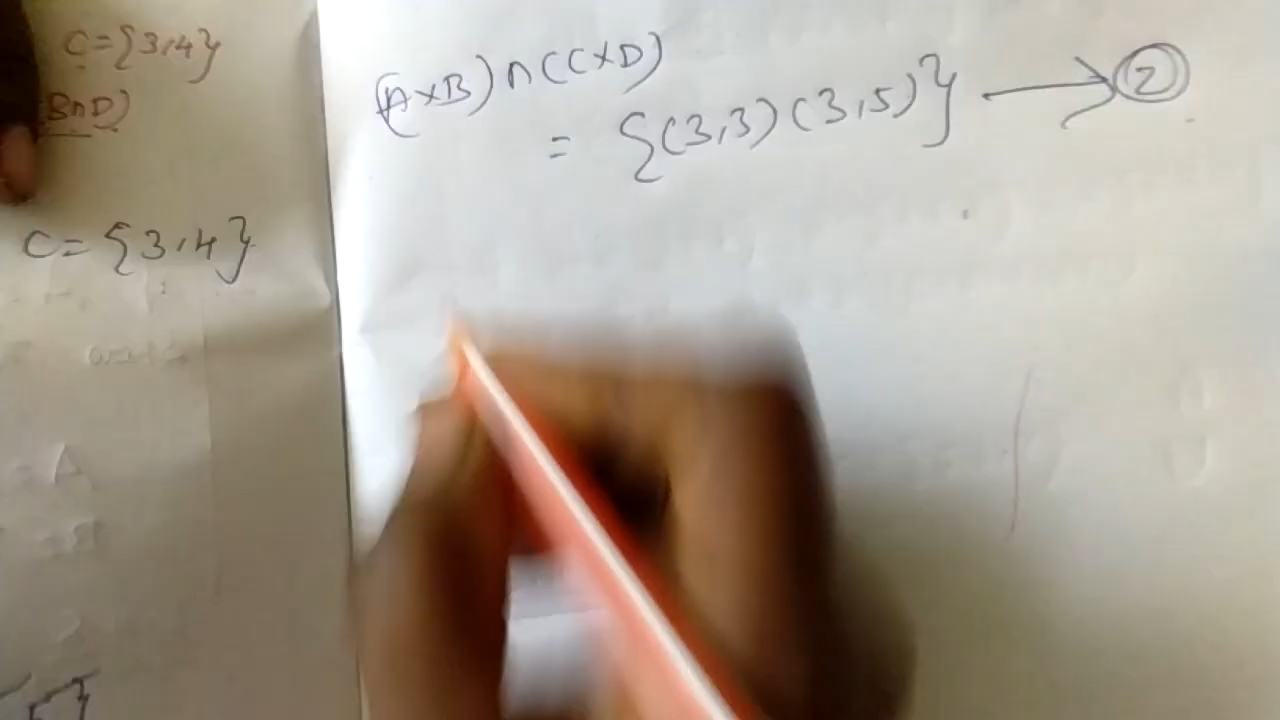 C={3,4}
B∩D)
C={3,4}
(A×B)∩(C×D)
= {(3,3)(3,5)} → 2